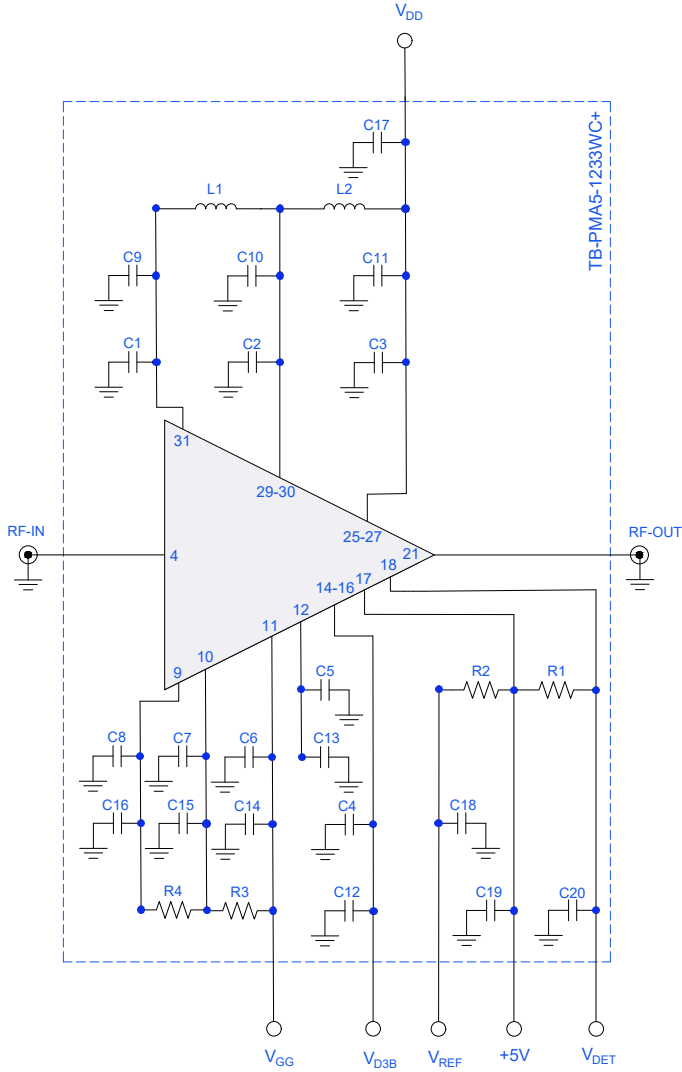 VDD
TB-PMA5-1233WC+
C17
L1
L2
C9
C10
C11
C1
C2
C3
31
29-30
25-27
RF-IN
4
21
RF-OUT
18
17
14-16
12
11
10
9
C5
R2
R1
C8
C7
C6
C13
C16
C15
C14
C4
C18
R4
R3
C12
C19
C20
VGG
VD3B
VREF
+5V
VDET